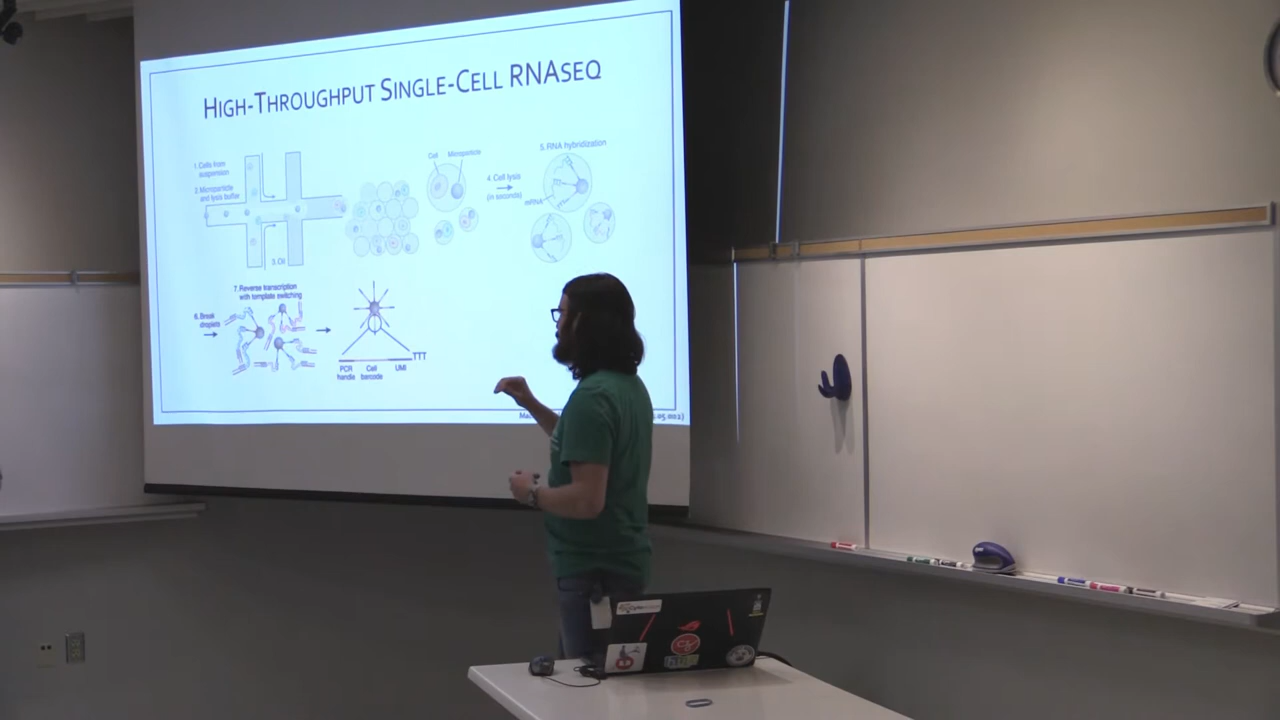 HIGH-THROUGHPUT SINGLE-CELL RNASEQ
1. Cells from
suspension
2. Microparticle
and lysis buffer
3. Oil
Cell Microparticle
4. Cell lysis
(in seconds)
5. RNA hybridization
mRNA
6. Break
droplets
7. Reverse transcription
with template switching
TTT
PCR
handle
Cell
barcode
UMI